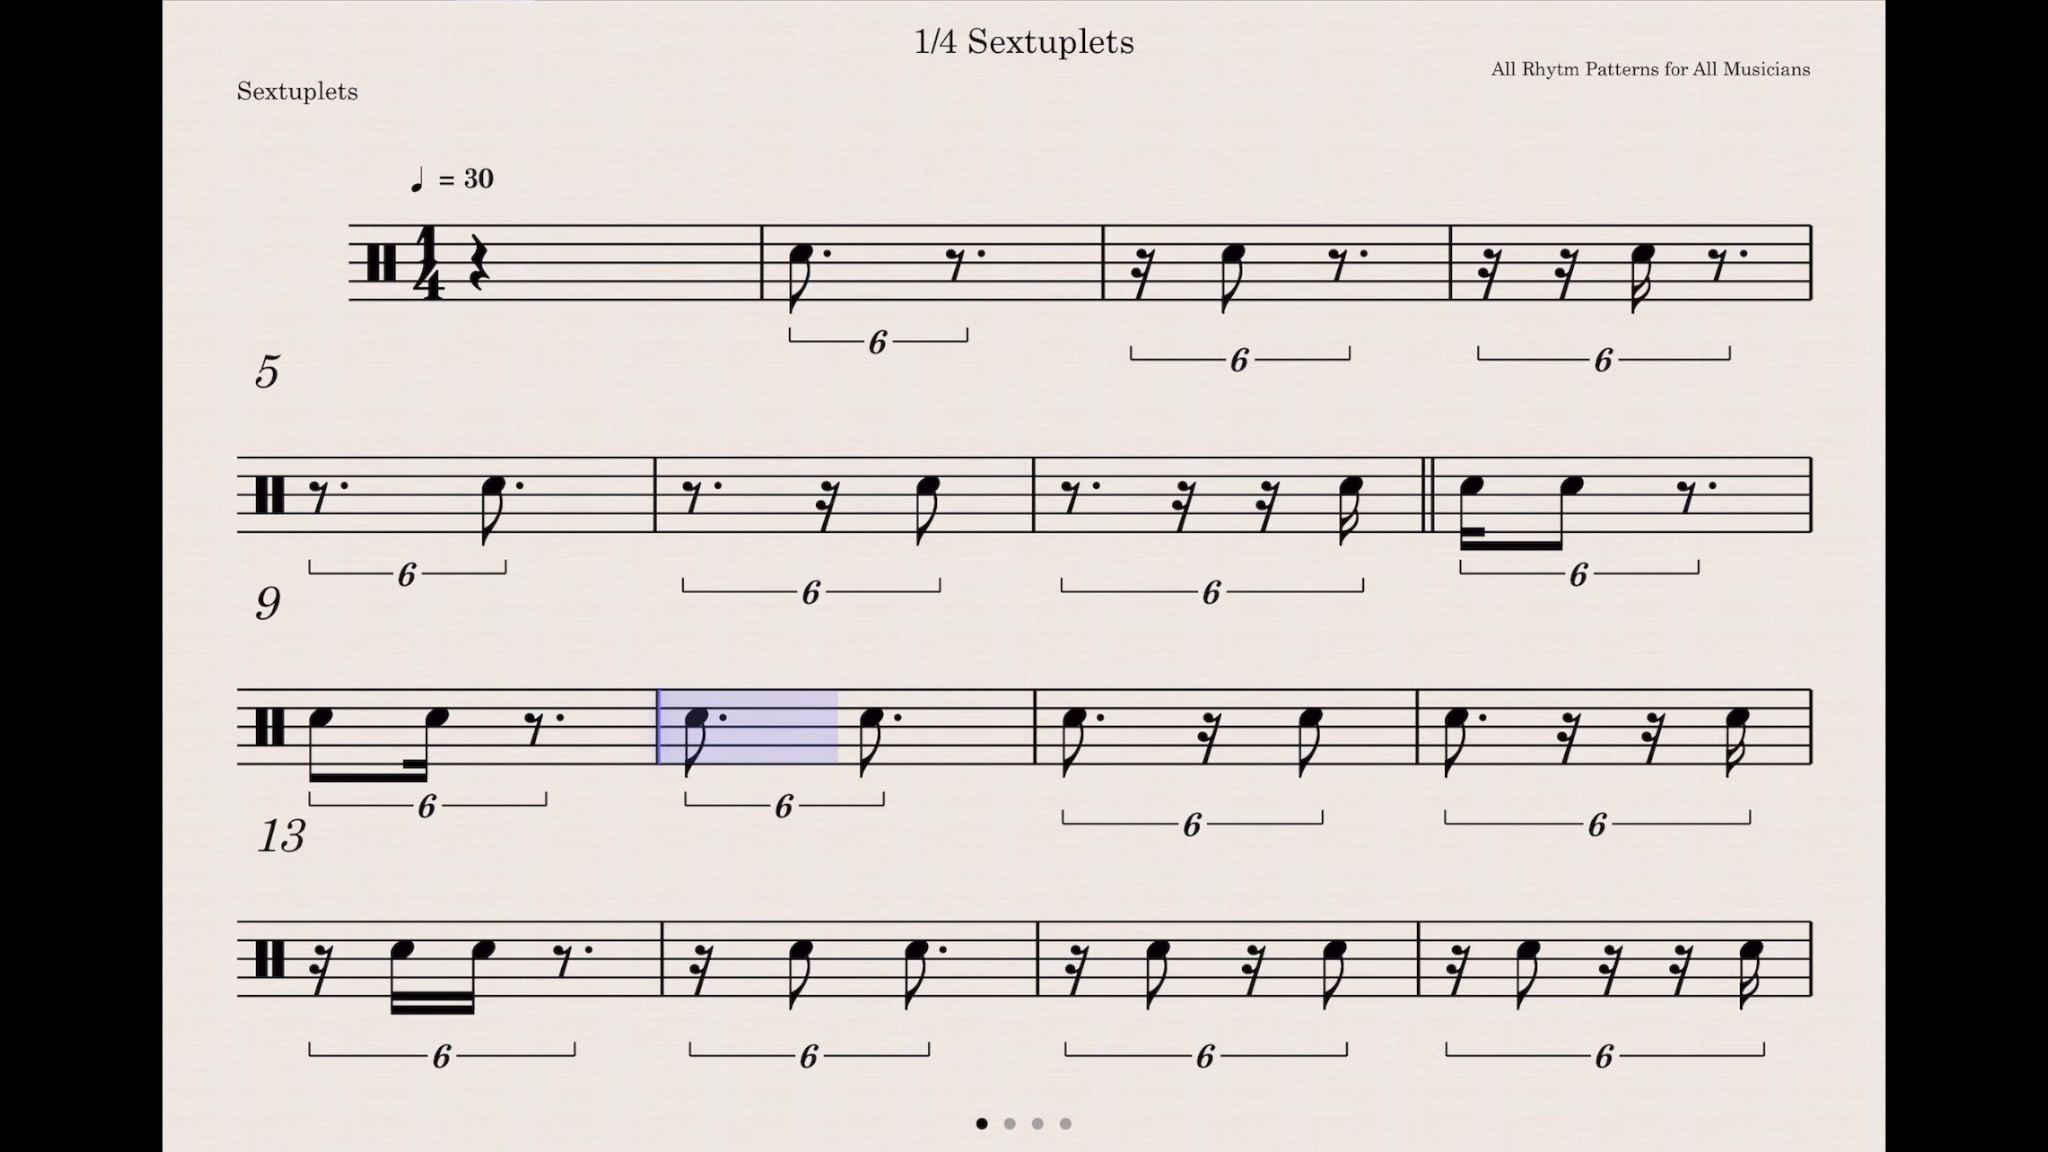 1/4 Sextuplets
All Rhytm Patterns for All Musicians
Sextuplets
= 30
1
4
6 6 6
5
6 6 6 6
9
6 6 6 6
13
6 6 6 6